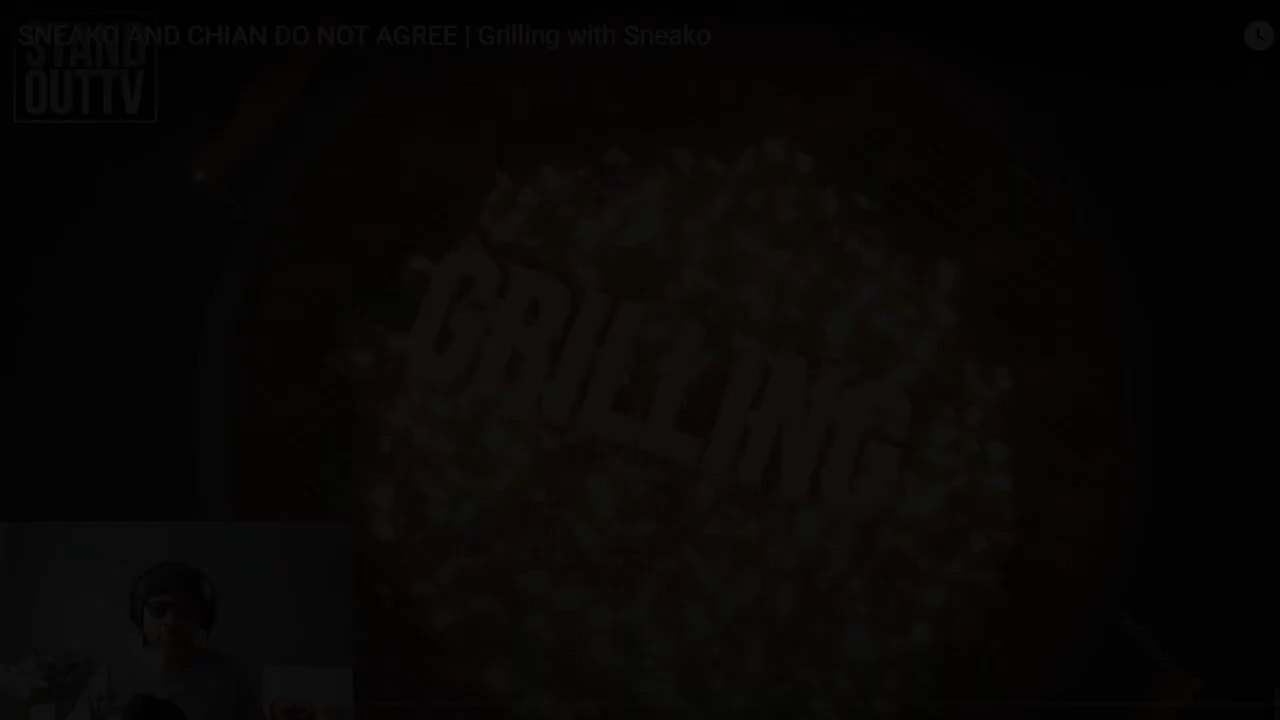 SNEAKO AND CHIAN DO NOT AGREE | Grilling with Sneako
STAND
OUTTV
GRILLING